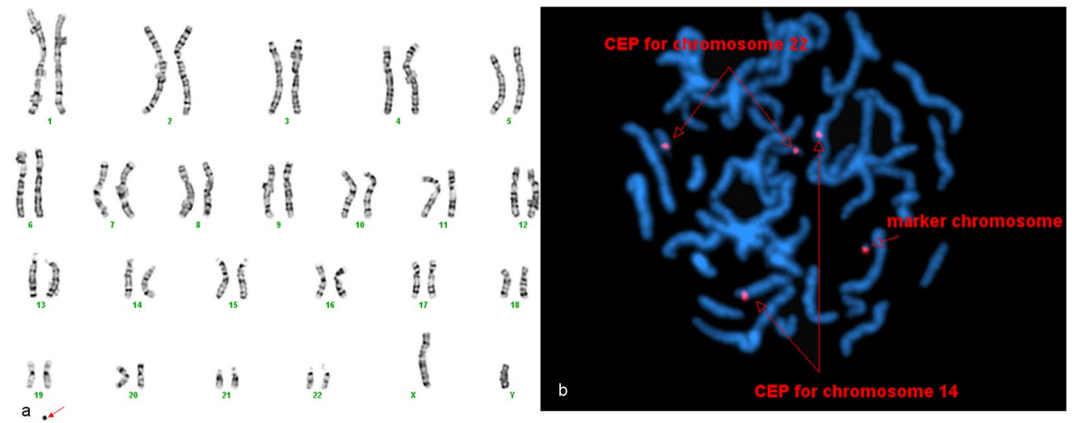 1 2 3 4 5
6 7 8 9 10 11 12
13 14 15 16 17 18
19 20 21 22 X Y
a
CEP for chromosome 22
marker chromosome
CEP for chromosome 14
b